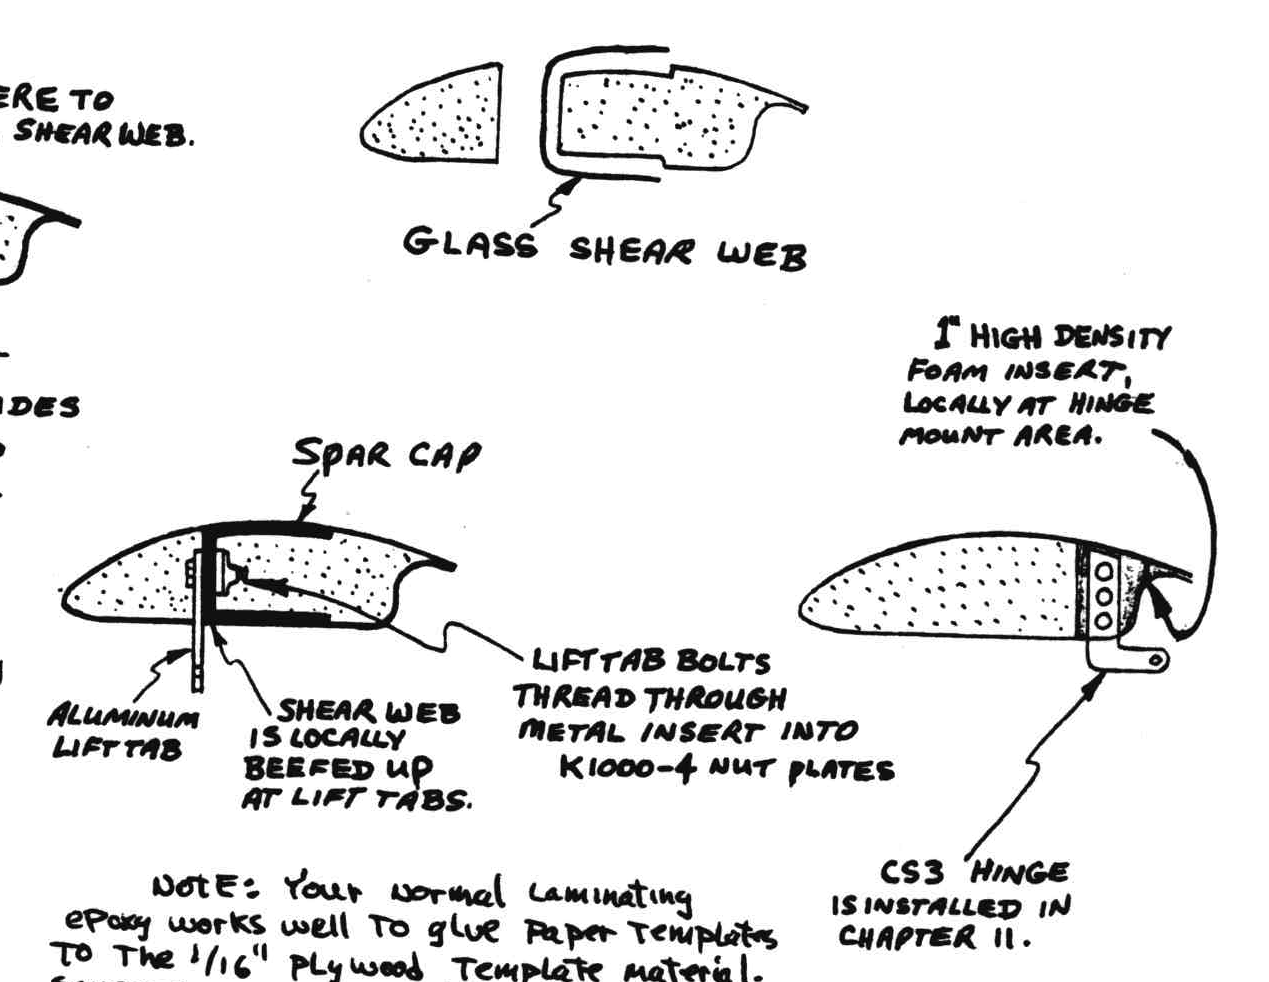 ERE TO
SHEAR WEB.
GLASS SHEAR WEB
1" HIGH DENSITY
FOAM INSERT,
LOCALLY AT HINGE
MOUNT AREA.
DES
SPAR CAP
LIFT TAB BOLTS
THREAD THROUGH
METAL INSERT INTO
K1000-4 NUT PLATES
ALUMINUM
LIFT TAB
SHEAR WEB
IS LOCALLY
BEEFED UP
AT LIFT TABS.
CS3 HINGE
IS INSTALLED IN
CHAPTER 11.
NOTE: Your normal laminating
epoxy works well to glue paper templates
to the 1/16" plywood template material.